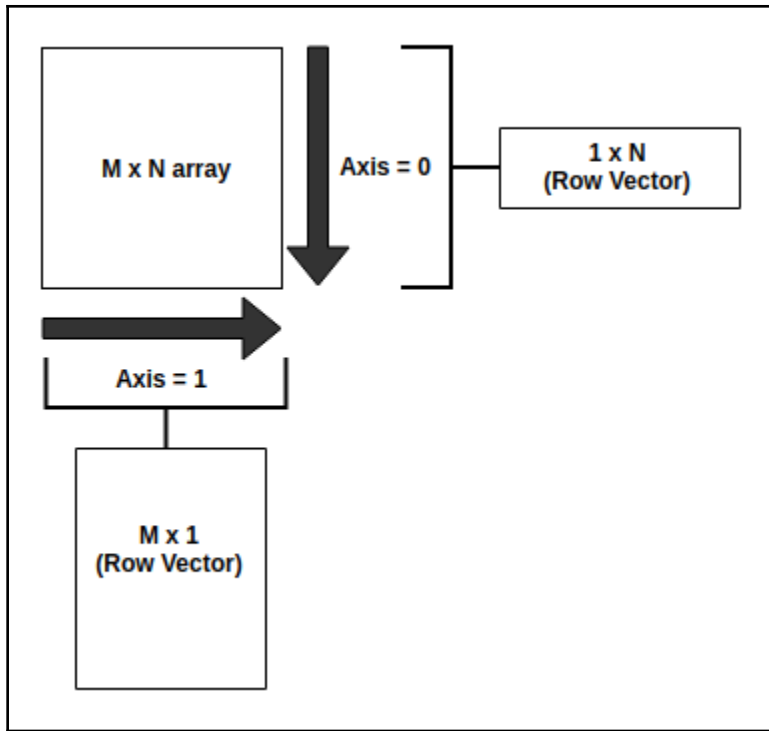 M x N array
Axis = 0
1 x N
(Row Vector)
Axis = 1
M x 1
(Row Vector)